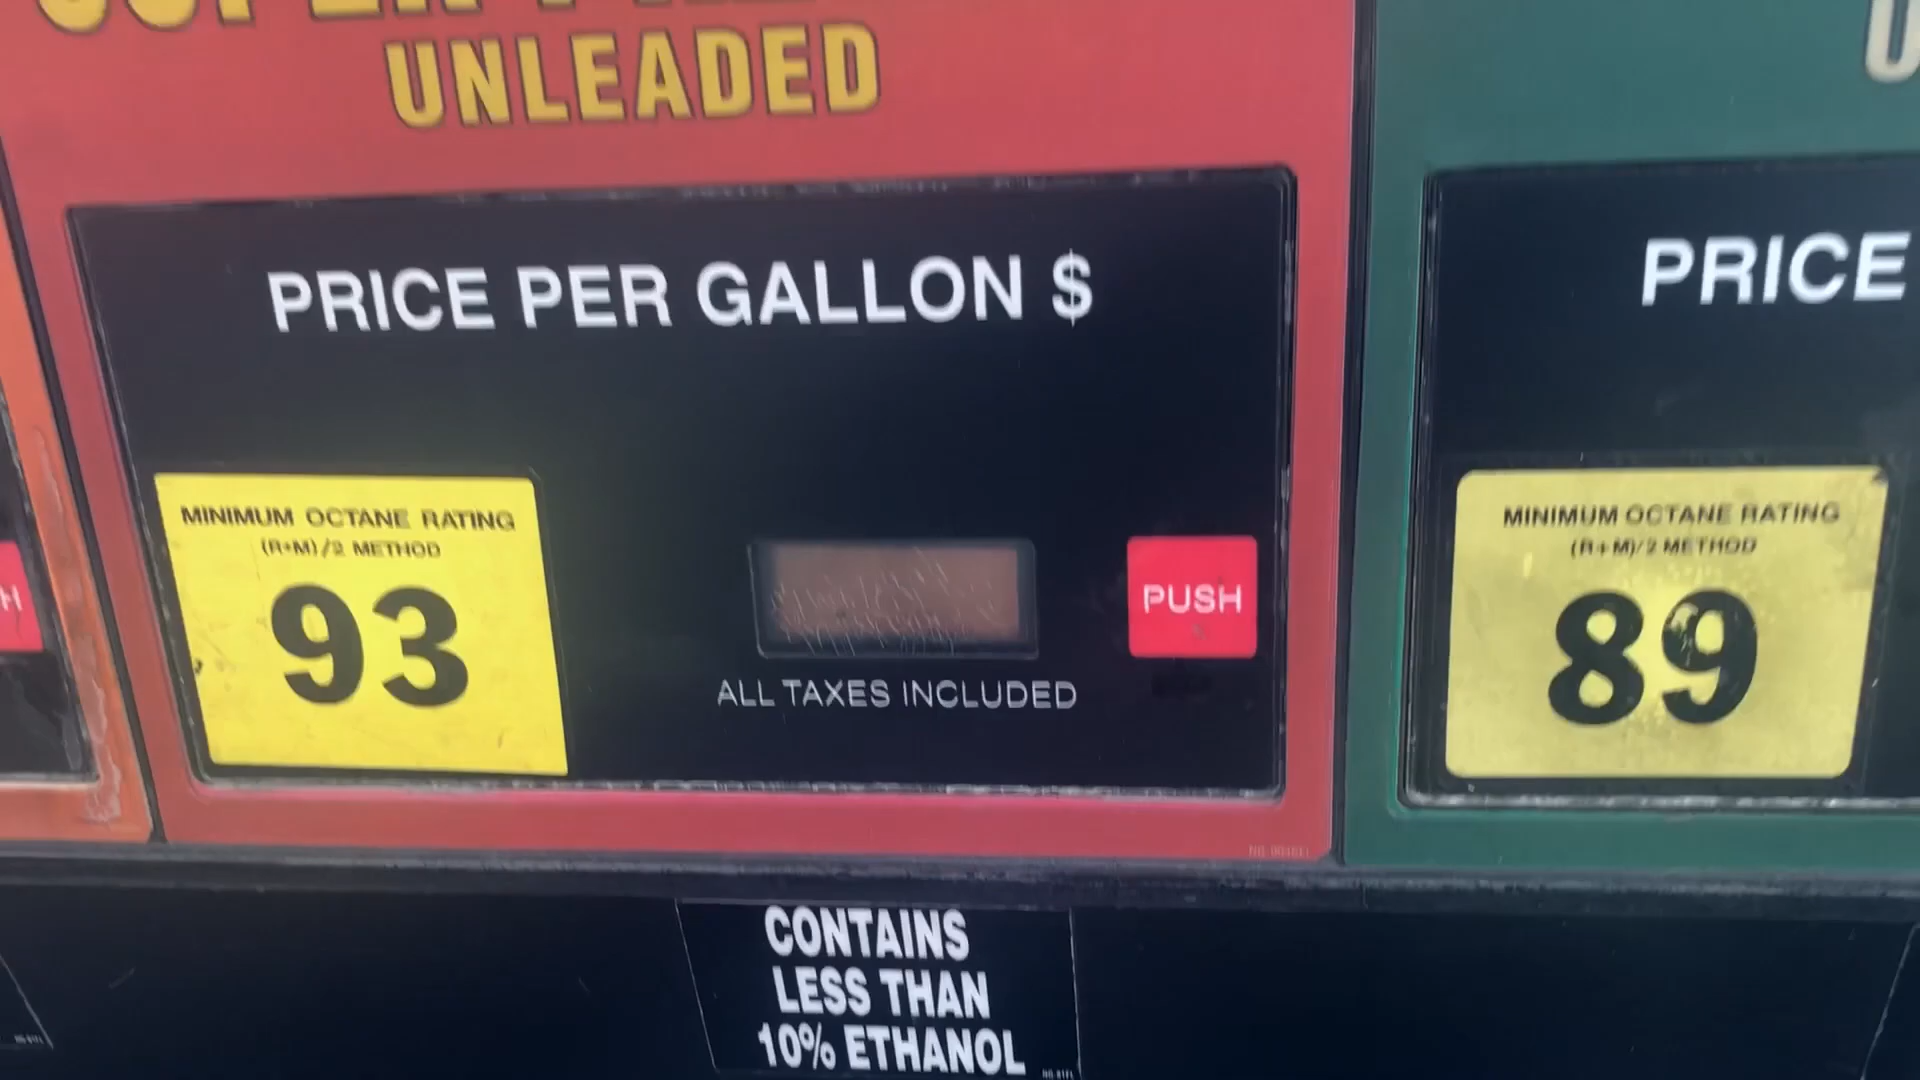 UNLEADED
PRICE PER GALLON $
MINIMUM OCTANE RATING
(R+M)/2 METHOD
93
PUSH
ALL TAXES INCLUDED
PRICE
MINIMUM OCTANE RATING
(R+M)/2 METHOD
89
CONTAINS
LESS THAN
10% ETHANOL